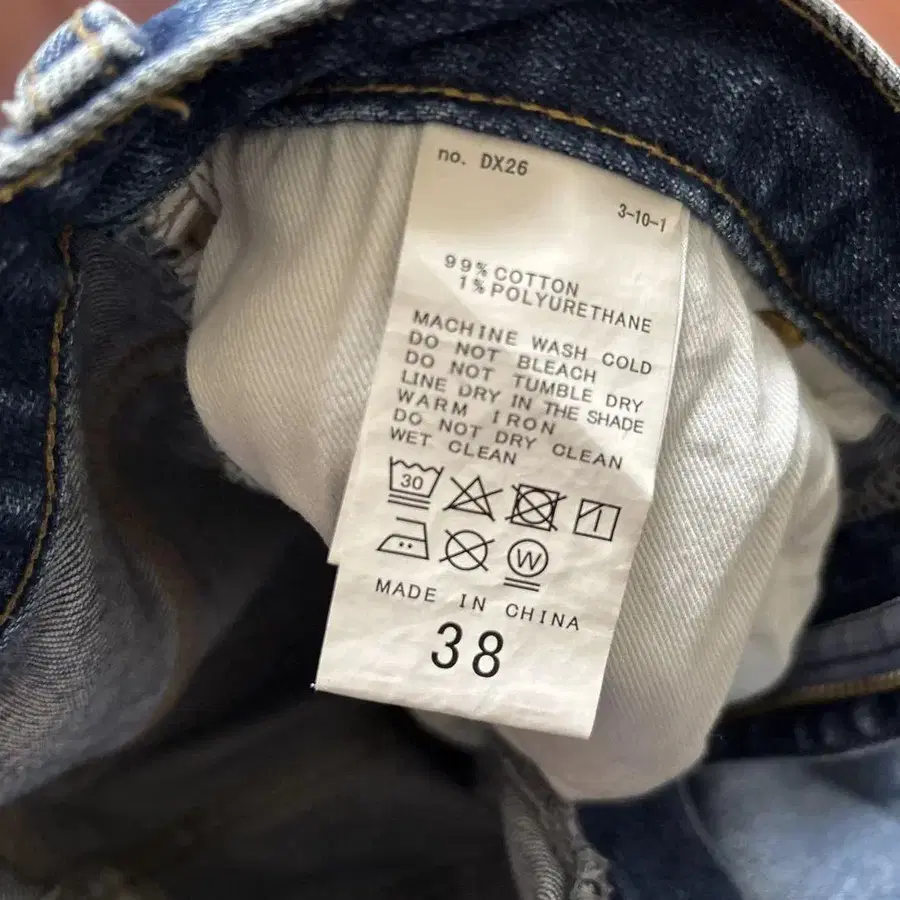 no. DX26
3-10-1
99% COTTON
1% POLYURETHANE
MACHINE WASH COLD
DO NOT BLEACH
DO NOT TUMBLE DRY
LINE DRY IN THE SHADE
WARM IRON
DO NOT DRY CLEAN
WET CLEAN
30
W
MADE IN CHINA
38